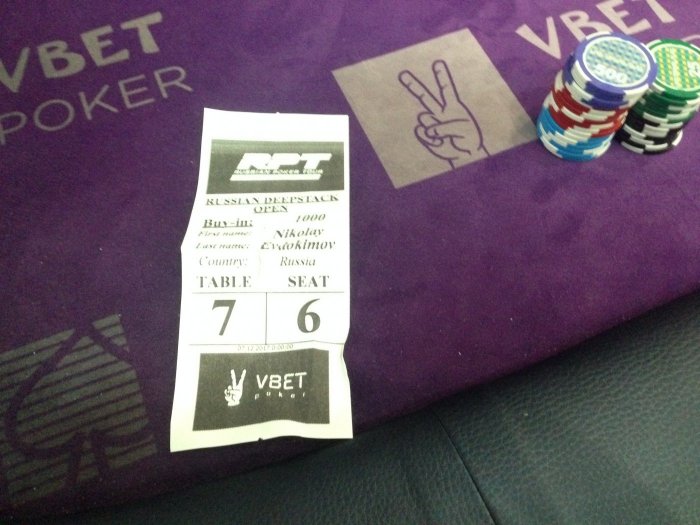 VBET
POKER
VBET
RPT
RUSSIAN POKER TOUR
RUSSIAN DEEPSTACK
OPEN
Buy-in: 1000
First name: Nikolay
Last name: Evdokimov
Country: Russia
TABLE SEAT
7 6
VBET
poker
500